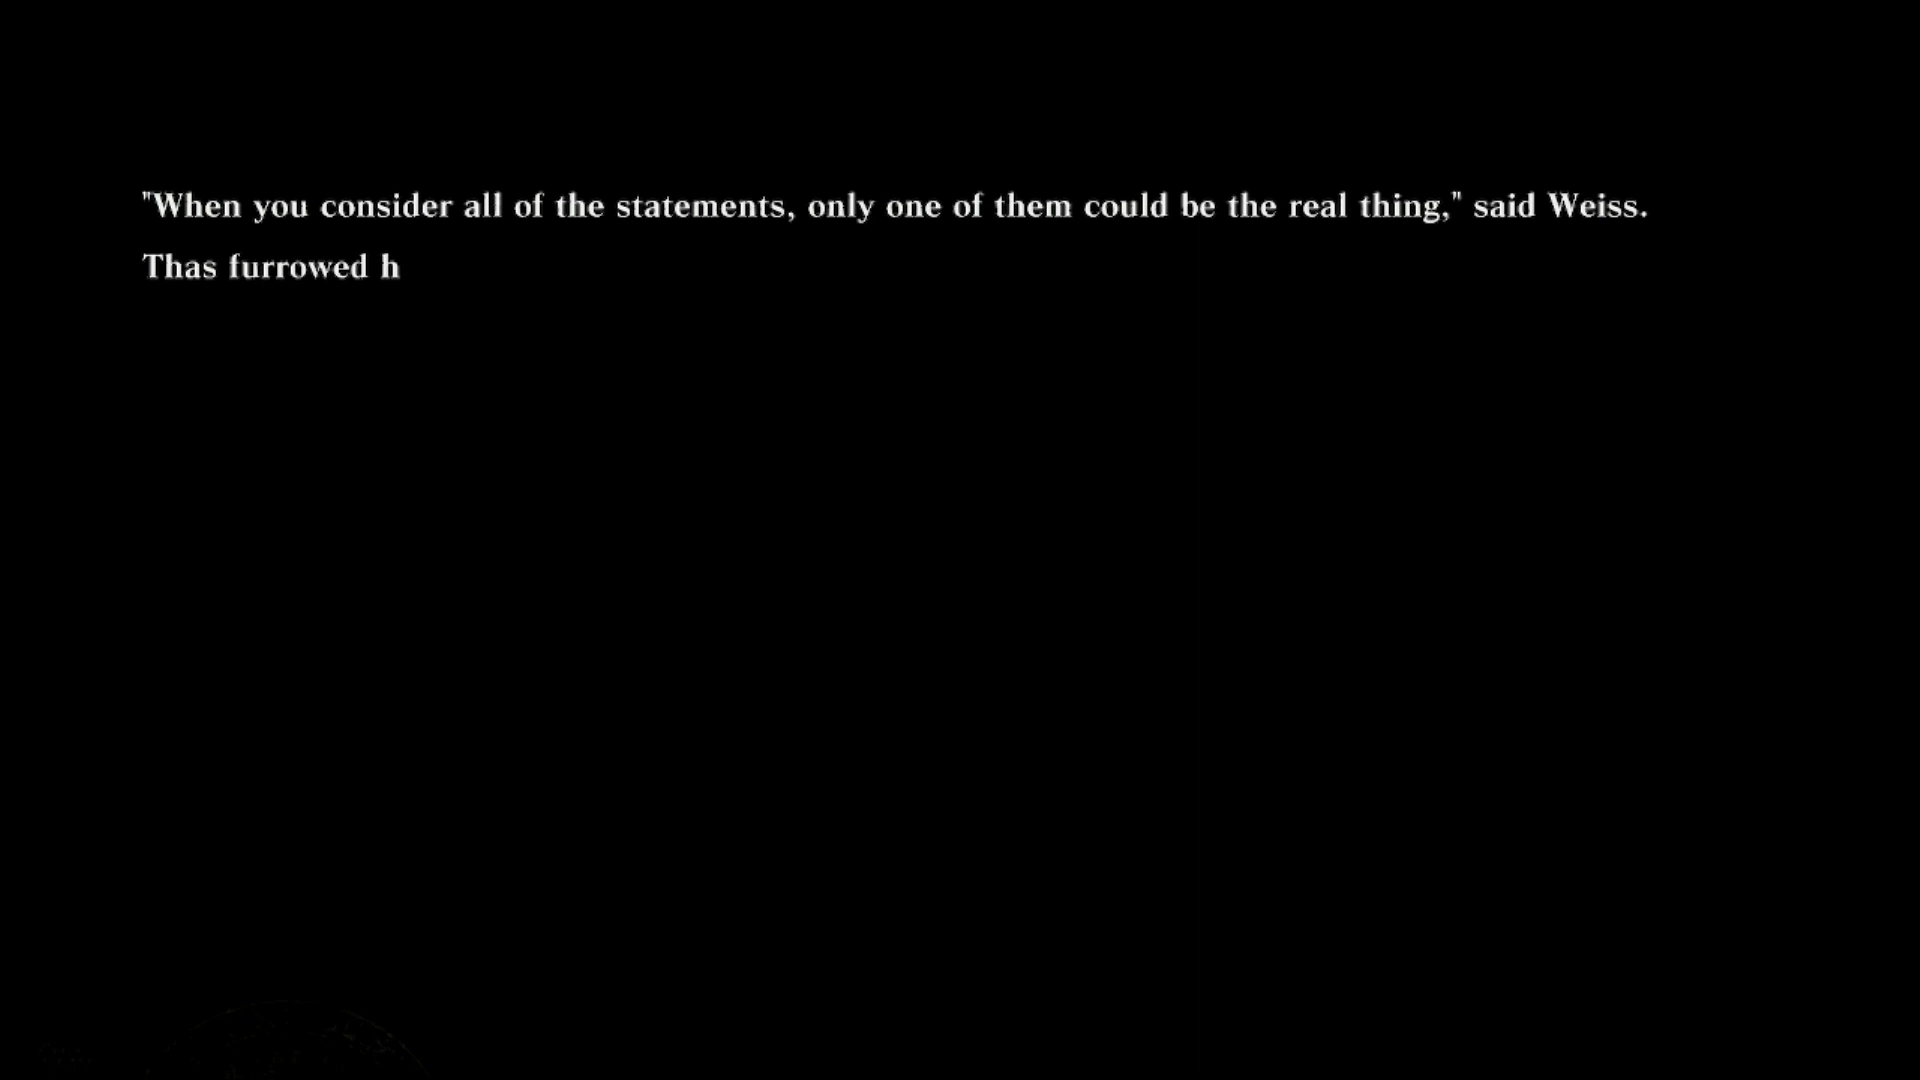 "When you consider all of the statements, only one of them could be the real thing," said Weiss.
Thas furrowed h